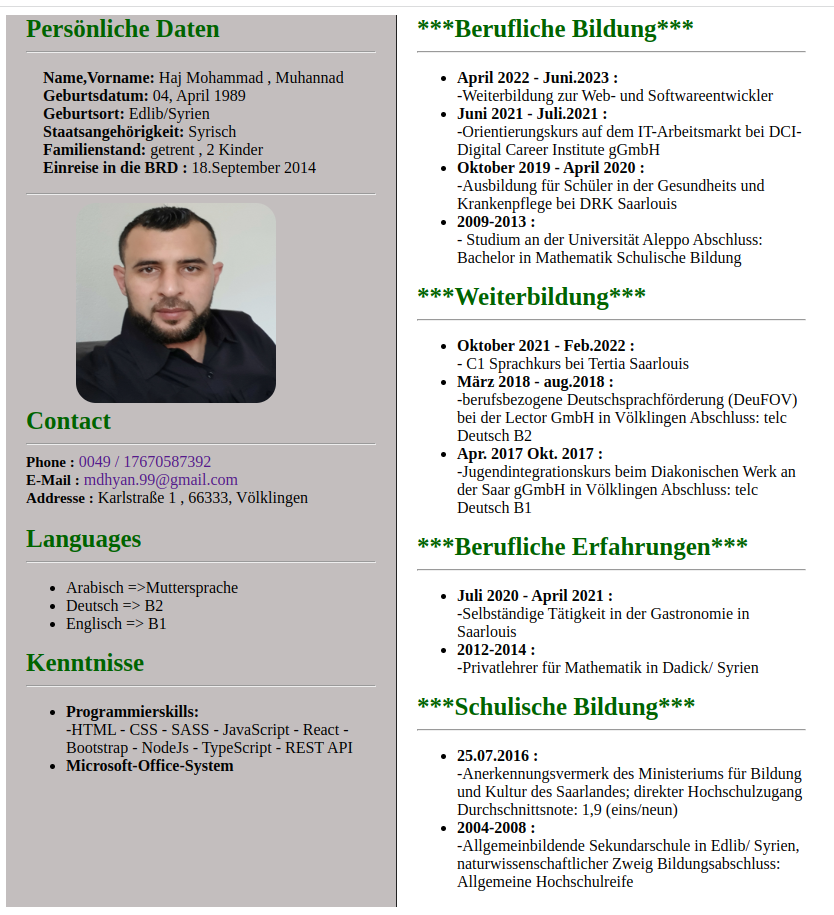 Persönliche Daten
Name,Vorname: Haj Mohammad , Muhannad
Geburtsdatum: 04, April 1989
Geburtsort: Edlib/Syrien
Staatsangehörigkeit: Syrisch
Familienstand: getrent , 2 Kinder
Einreise in die BRD : 18.September 2014
Contact
Phone : 0049 / 17670587392
E-Mail : mdhyan.99@gmail.com
Addresse : Karlstraße 1 , 66333, Völklingen
Languages
Arabisch =>Muttersprache
Deutsch => B2
Englisch => B1
Kenntnisse
Programmierskills:
-HTML - CSS - SASS - JavaScript - React -
Bootstrap - NodeJs - TypeScript - REST API
Microsoft-Office-System
***Berufliche Bildung***
April 2022 - Juni.2023 :
-Weiterbildung zur Web- und Softwareentwickler
Juni 2021 - Juli.2021 :
-Orientierungskurs auf dem IT-Arbeitsmarkt bei DCI-
Digital Career Institute gGmbH
Oktober 2019 - April 2020 :
-Ausbildung für Schüler in der Gesundheits und
Krankenpflege bei DRK Saarlouis
2009-2013 :
- Studium an der Universität Aleppo Abschluss:
Bachelor in Mathematik Schulische Bildung
***Weiterbildung***
Oktober 2021 - Feb.2022 :
- C1 Sprachkurs bei Tertia Saarlouis
März 2018 - aug.2018 :
-berufsbezogene Deutschsprachförderung (DeuFOV)
bei der Lector GmbH in Völklingen Abschluss: telc
Deutsch B2
Apr. 2017 Okt. 2017 :
-Jugendintegrationskurs beim Diakonischen Werk an
der Saar gGmbH in Völklingen Abschluss: telc
Deutsch B1
***Berufliche Erfahrungen***
Juli 2020 - April 2021 :
-Selbständige Tätigkeit in der Gastronomie in
Saarlouis
2012-2014 :
-Privatlehrer für Mathematik in Dadick/ Syrien
***Schulische Bildung***
25.07.2016 :
-Anerkennungsvermerk des Ministeriums für Bildung
und Kultur des Saarlandes; direkter Hochschulzugang
Durchschnittsnote: 1,9 (eins/neun)
2004-2008 :
-Allgemeinbildende Sekundarschule in Edlib/ Syrien,
naturwissenschaftlicher Zweig Bildungsabschluss:
Allgemeine Hochschulreife